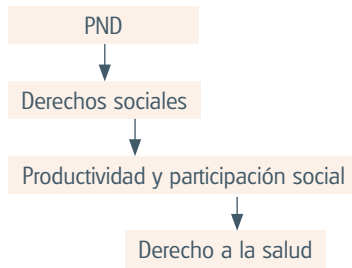 PND
Derechos sociales
Productividad y participación social
Derecho a la salud